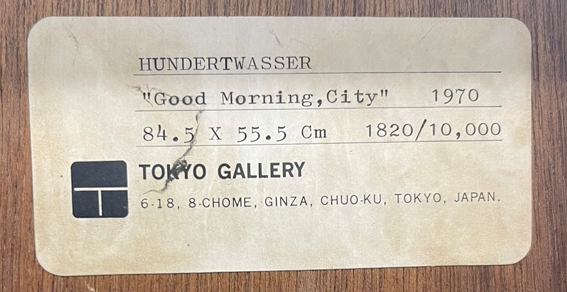 HUNDERTWASSER
"Good Morning,City" 1970
84.5 X 55.5 Cm 1820/10,000
TOKYO GALLERY
6-18, 8-CHOME, GINZA, CHUO-KU, TOKYO, JAPAN.